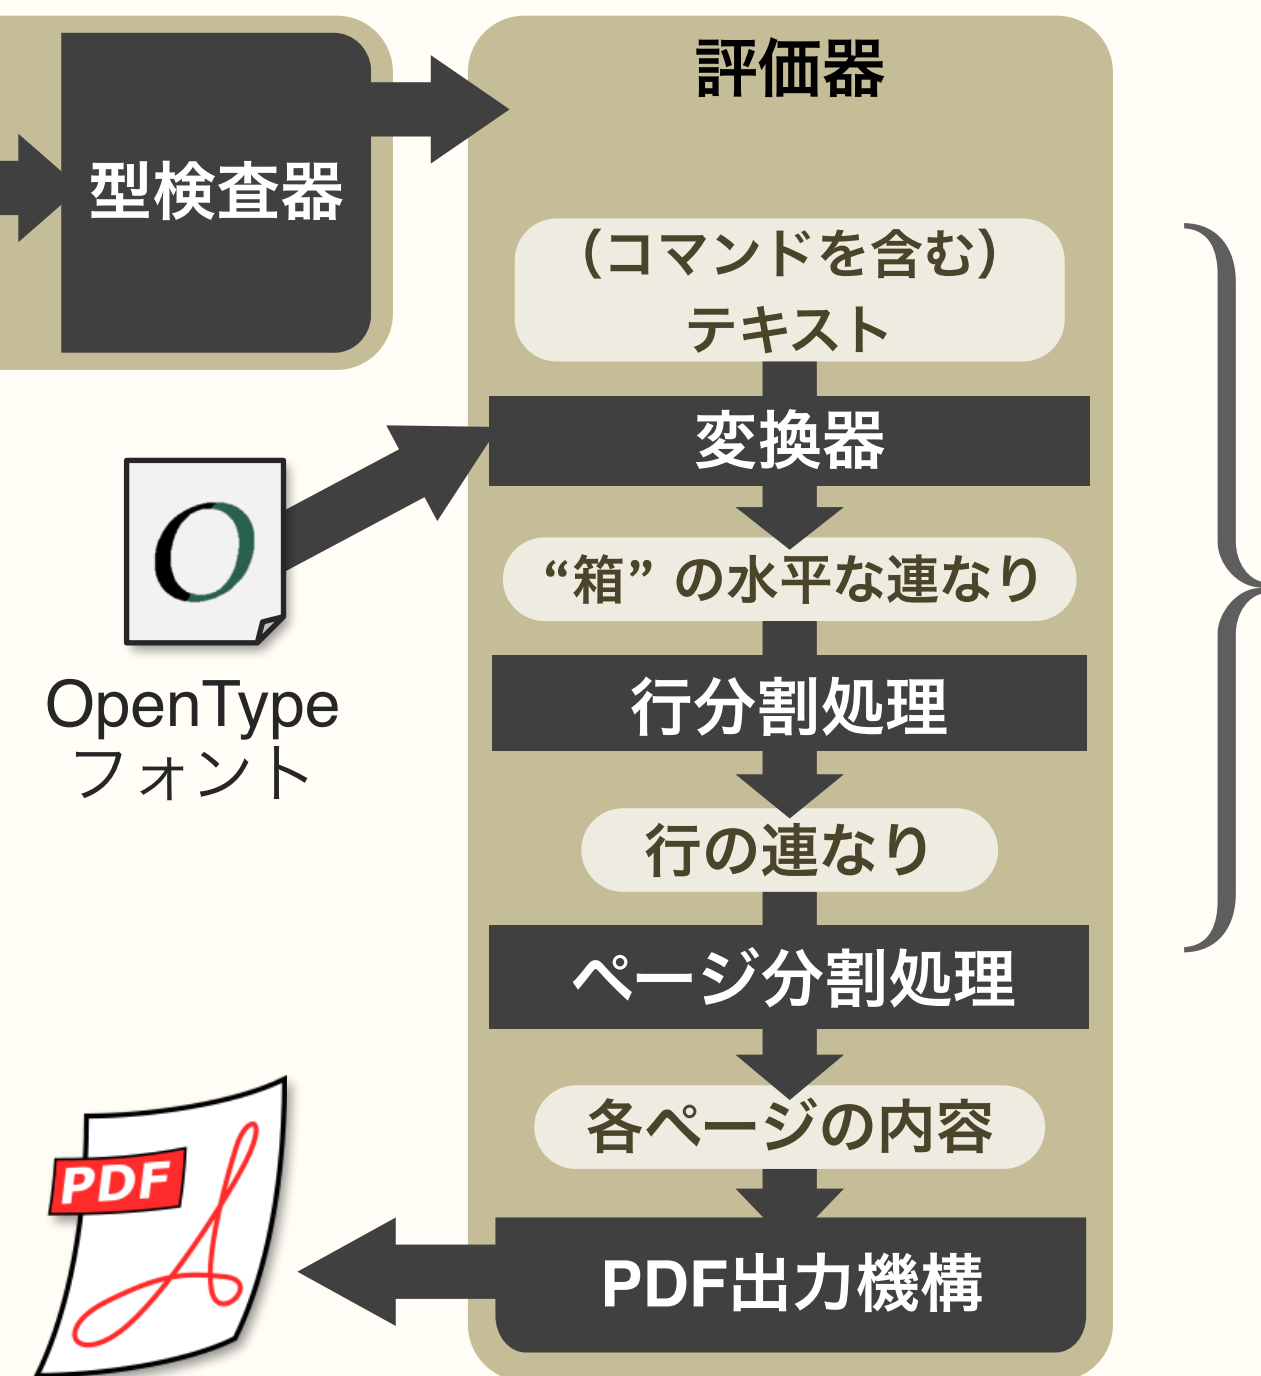 評価器
型検査器
（コマンドを含む）
テキスト
変換器
“箱” の水平な連なり
OpenType
フォント
行分割処理
行の連なり
ページ分割処理
各ページの内容
PDF
PDF出力機構